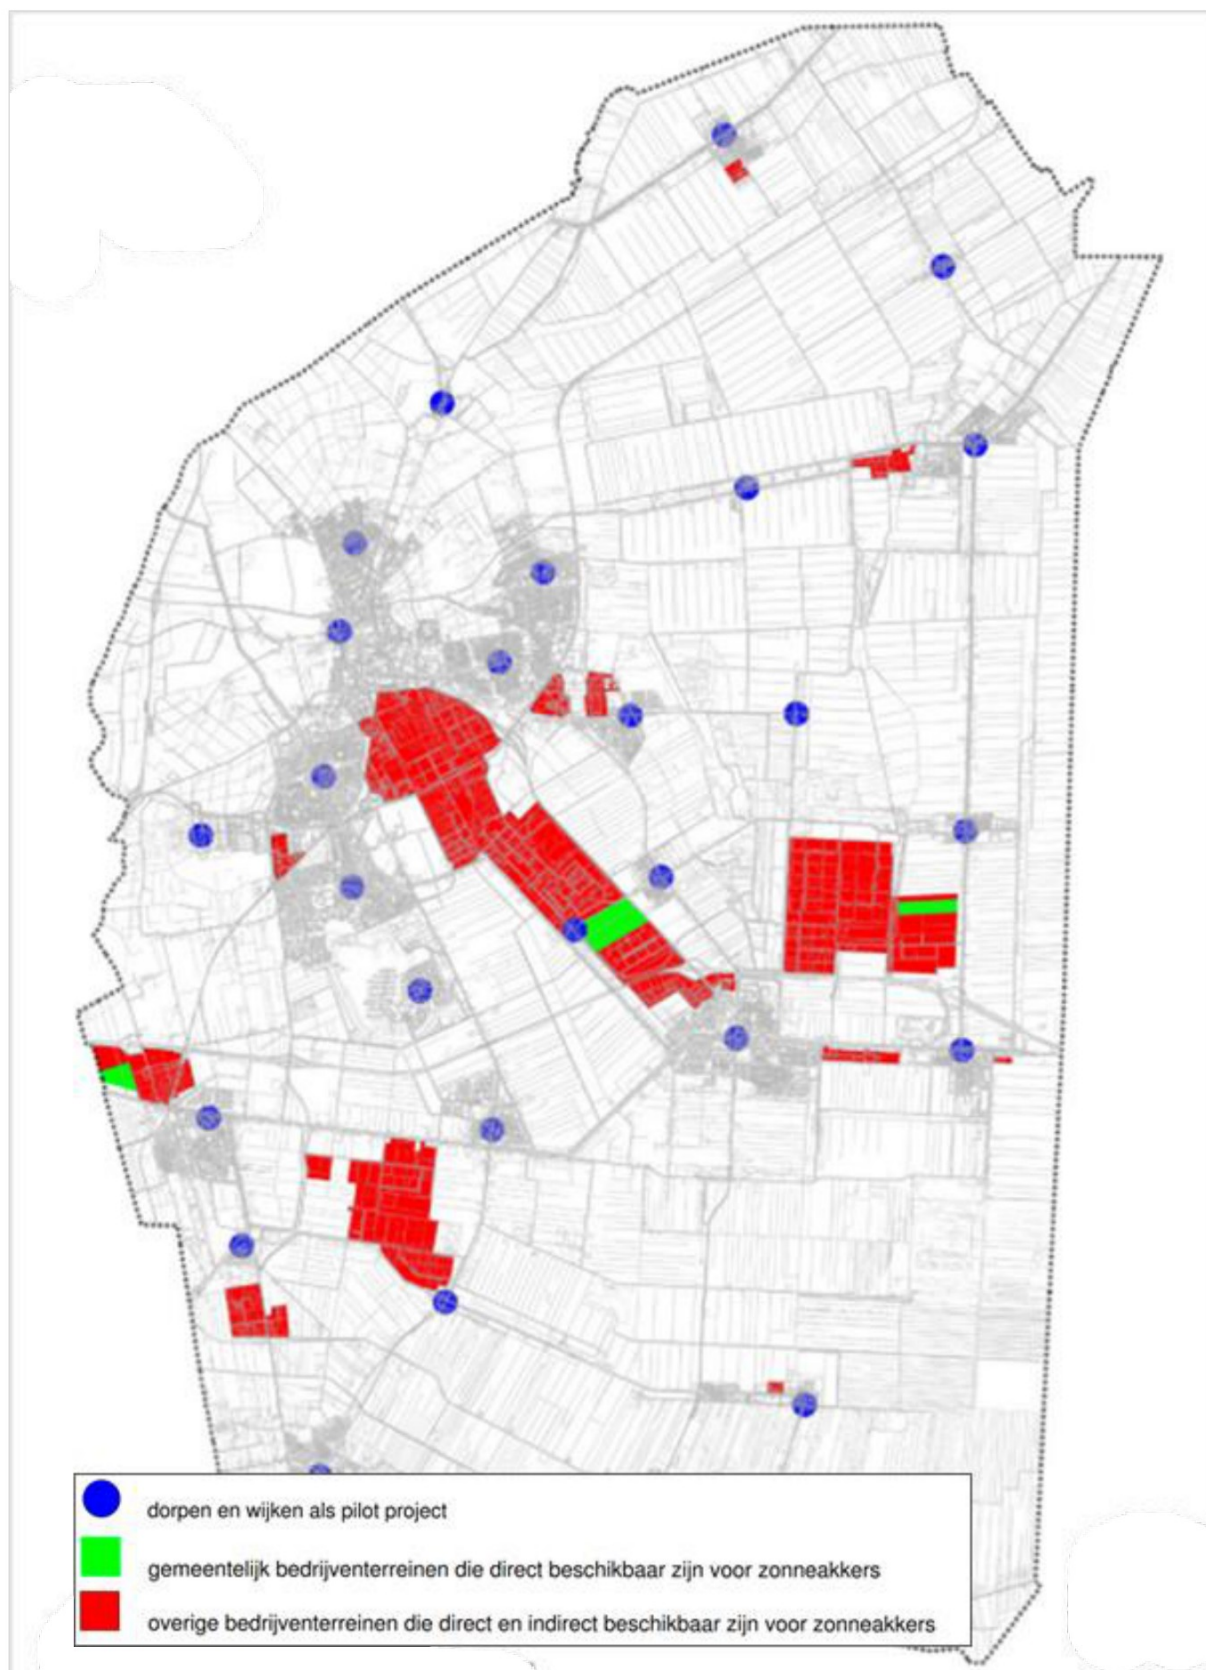 dorpen en wijken als pilot project
gemeentelijk bedrijventerreinen die direct beschikbaar zijn voor zonneakkers
overige bedrijventerreinen die direct en indirect beschikbaar zijn voor zonneakkers